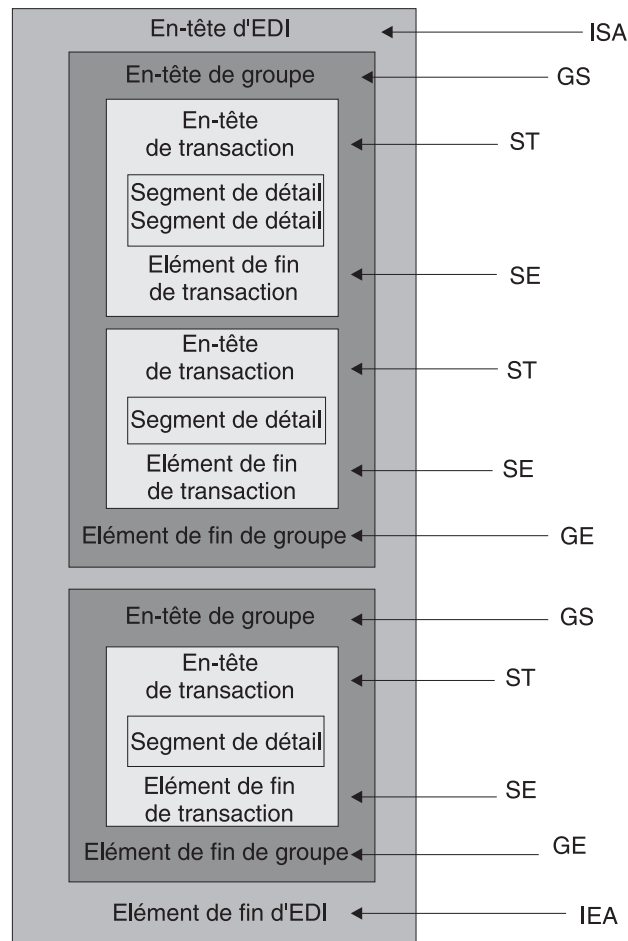 En-tête d'EDI ISA
En-tête de groupe GS
En-tête
de transaction ST
Segment de détail
Segment de détail
Elément de fin
de transaction SE
En-tête
de transaction ST
Segment de détail
Elément de fin
de transaction SE
Elément de fin de groupe GE
En-tête de groupe GS
En-tête
de transaction ST
Segment de détail
Elément de fin
de transaction SE
Elément de fin de groupe GE
Elément de fin d'EDI IEA